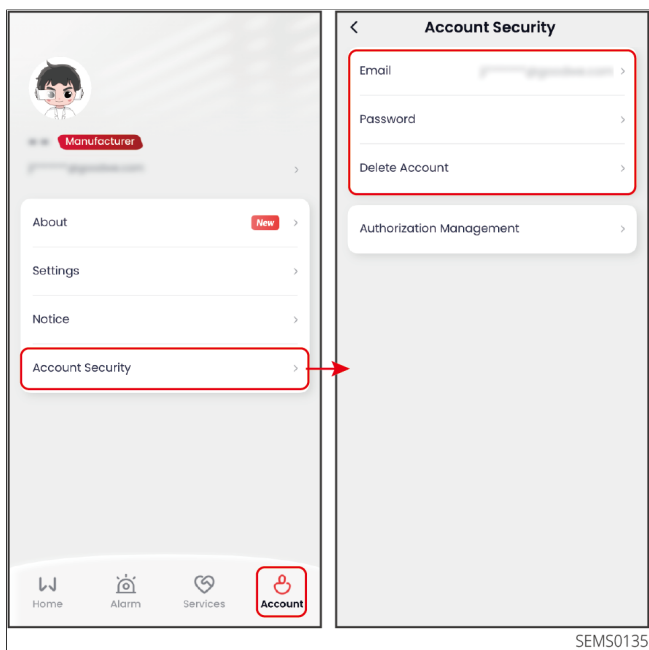 Manufacturer
About
New
Settings
Notice
Account Security
Home
Alarm
Services
Account
Account Security
Email
Password
Delete Account
Authorization Management
SEMS0135